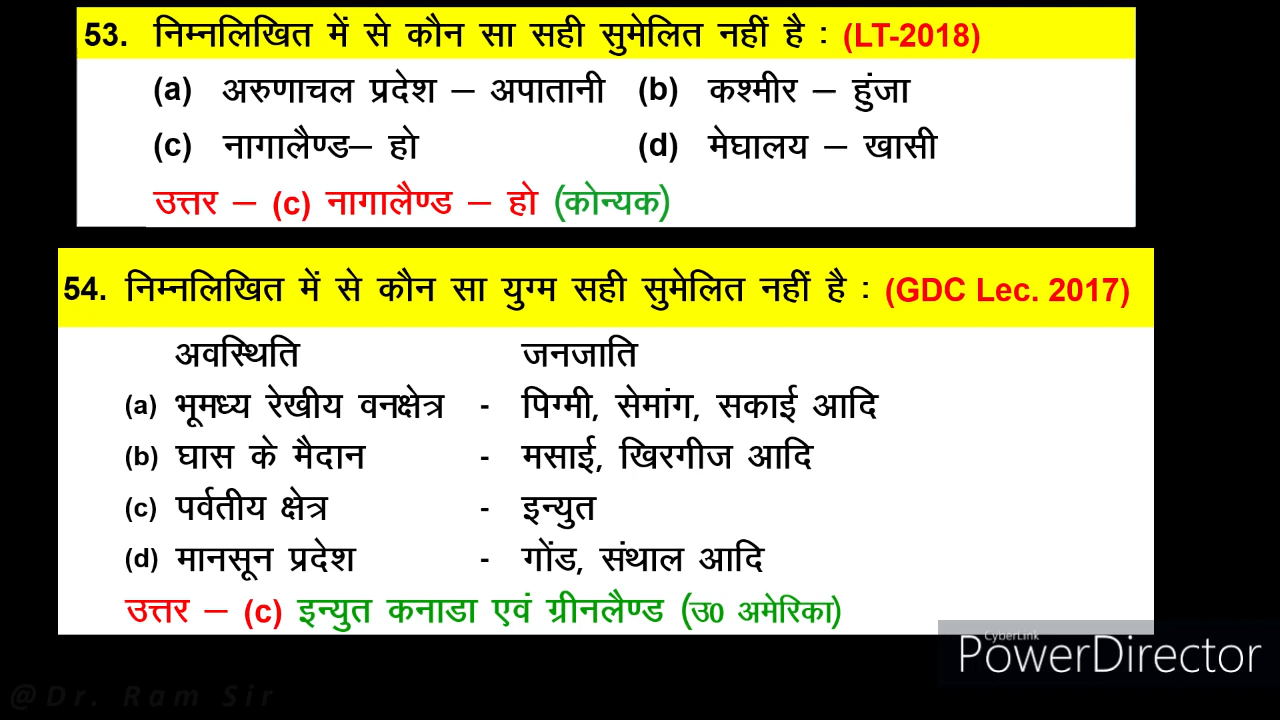 53. निम्नलिखित में से कौन सा सही सुमेलित नहीं है : (LT-2018)
(a) अरुणाचल प्रदेश – अपातानी (b) कश्मीर – हुंजा
(c) नागालैण्ड– हो (d) मेघालय – खासी
उत्तर – (c) नागालैण्ड – हो (कोन्यक)
54. निम्नलिखित में से कौन सा युग्म सही सुमेलित नहीं है : (GDC Lec. 2017)
अवस्थिति जनजाति
(a) भूमध्य रेखीय वनक्षेत्र - पिग्मी, सेमांग, सकाई आदि
(b) घास के मैदान - मसाई, खिरगीज आदि
(c) पर्वतीय क्षेत्र - इन्युत
(d) मानसून प्रदेश - गोंड, संथाल आदि
उत्तर – (c) इन्युत कनाडा एवं ग्रीनलैण्ड (उ0 अमेरिका)
CyberLink
PowerDirector
@Dr. Ram Sir